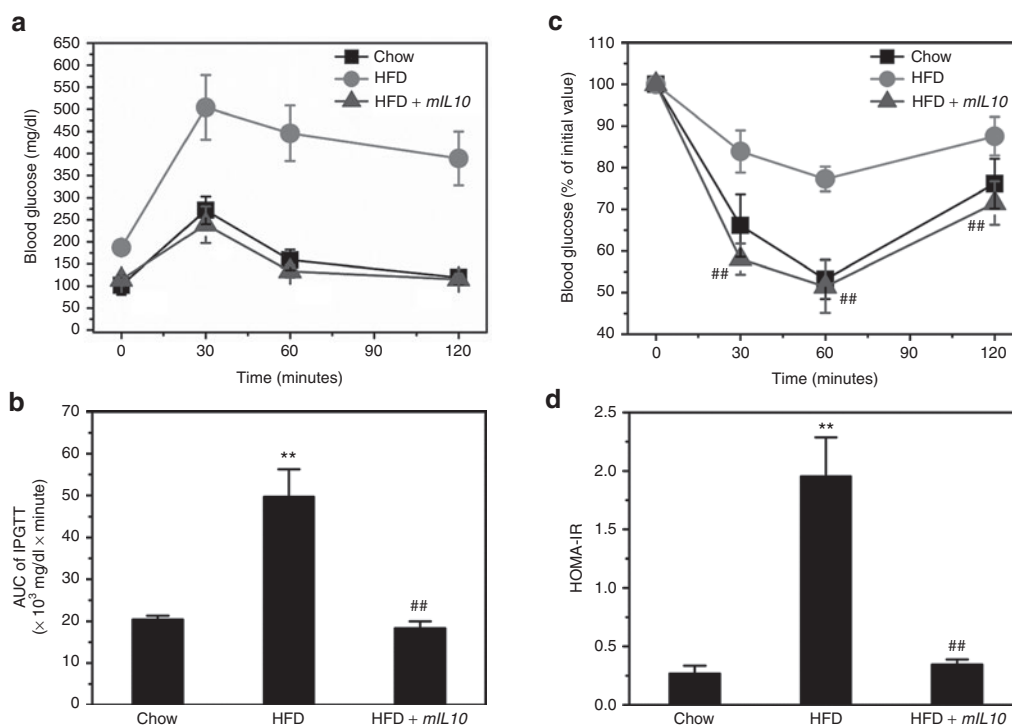 a
650
600
550
500
450
400
350
300
250
200
150
100
50
0
Blood glucose (mg/dl)
Chow
HFD
HFD + mIL10
0 30 60 90 120
Time (minutes)
b
70
60
50
40
30
20
10
0
AUC of IPGTT
(× 10³ mg/dl × minute)
**
##
Chow HFD HFD + mIL10
c
110
100
90
80
70
60
50
40
Blood glucose (% of initial value)
Chow
HFD
HFD + mIL10
##
##
##
0 30 60 90 120
Time (minutes)
d
2.5
2.0
1.5
1.0
0.5
0.0
HOMA-IR
**
##
Chow HFD HFD + mIL10